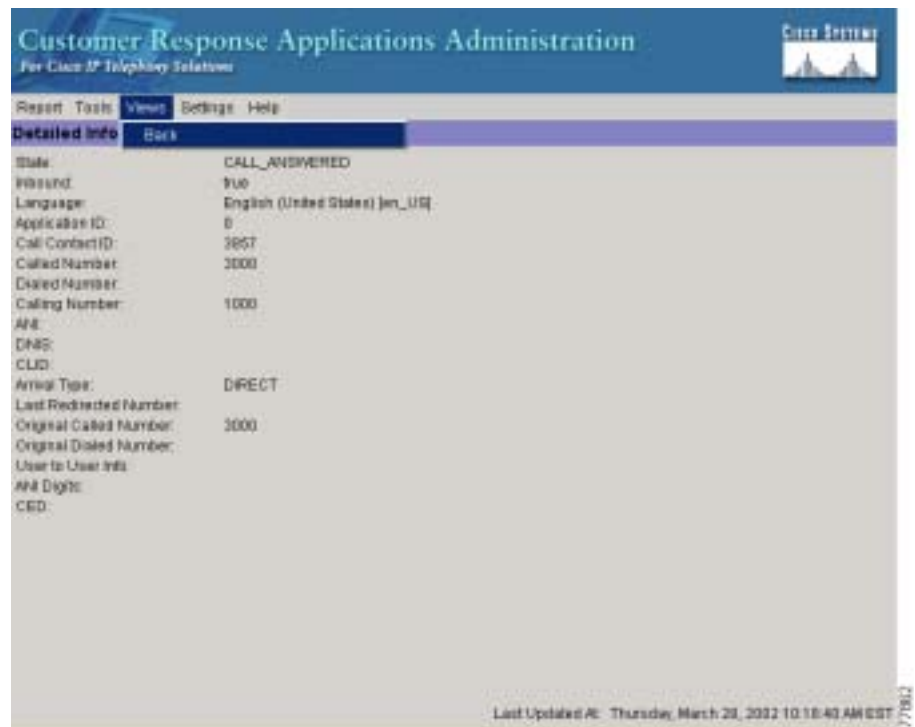 Customer Response Applications Administration
For Cisco IP Telephony Solutions
CISCO SYSTEMS
Report Tools Views Settings Help
Detailed Info Back
State: CALL_ANSWERED
Inbound: true
Language: English (United States) [en_US]
Application ID: 0
Call Contact ID: 3857
Called Number: 3000
Dialed Number:
Calling Number: 1000
ANI:
DNIS:
CLID:
Arrival Type: DIRECT
Last Redirected Number:
Original Called Number: 3000
Original Dialed Number:
User to User Info:
ANI Digits:
CED:
Last Updated At: Thursday, March 28, 2002 10:18:40 AM EST